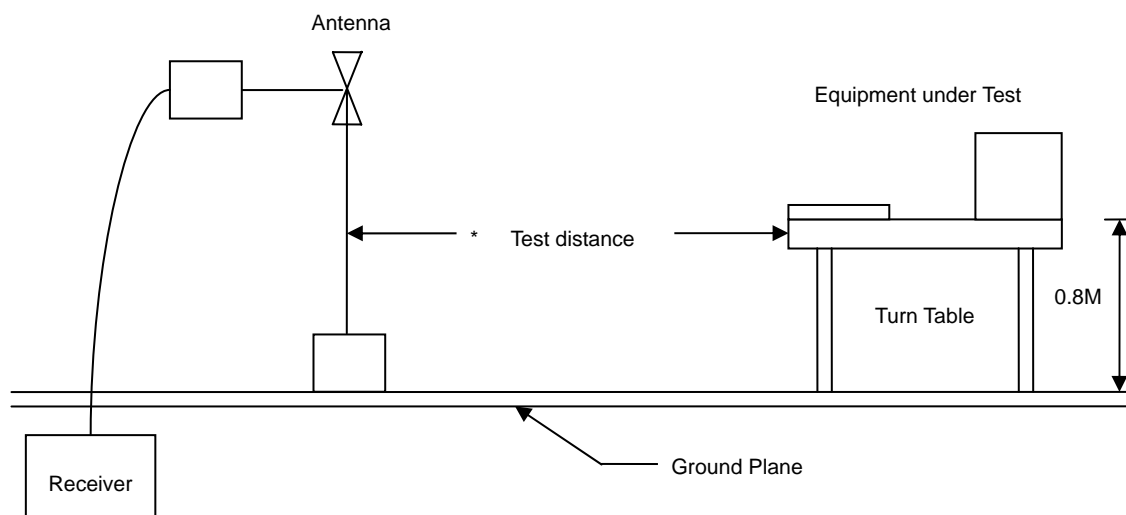 Antenna
Equipment under Test
* Test distance
0.8M
Turn Table
Ground Plane
Receiver